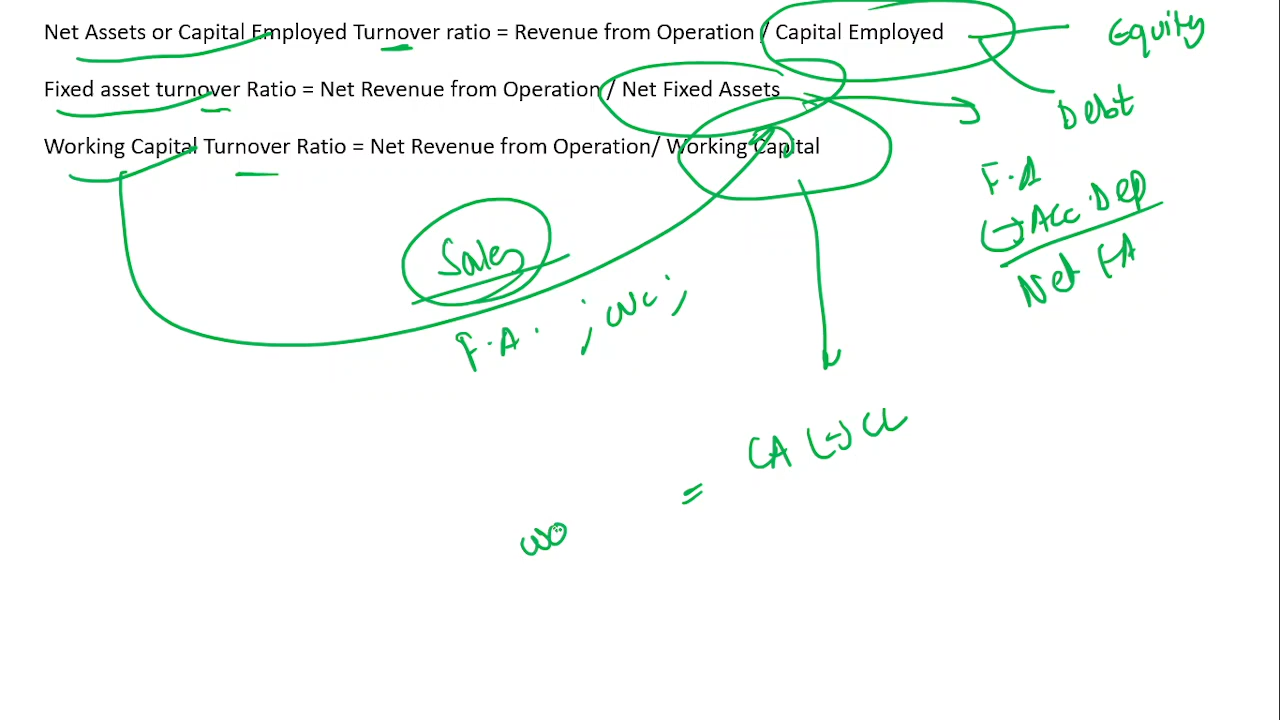 Net Assets or Capital Employed Turnover ratio = Revenue from Operation / Capital Employed
Equity
Debt
Fixed asset turnover Ratio = Net Revenue from Operation / Net Fixed Assets
Working Capital Turnover Ratio = Net Revenue from Operation/ Working Capital
F.A
(-) Acc. Dep
Net FA
Sales
F.A. ; WC ;
CA (-) CL
=
wo